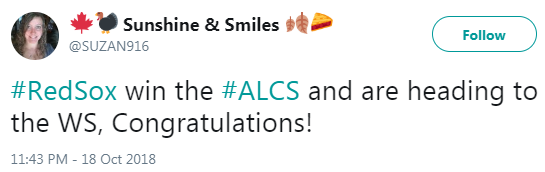 🍁🦃 Sunshine & Smiles 🍂🥧
@SUZAN916
Follow
#RedSox win the #ALCS and are heading to
the WS, Congratulations!
11:43 PM - 18 Oct 2018